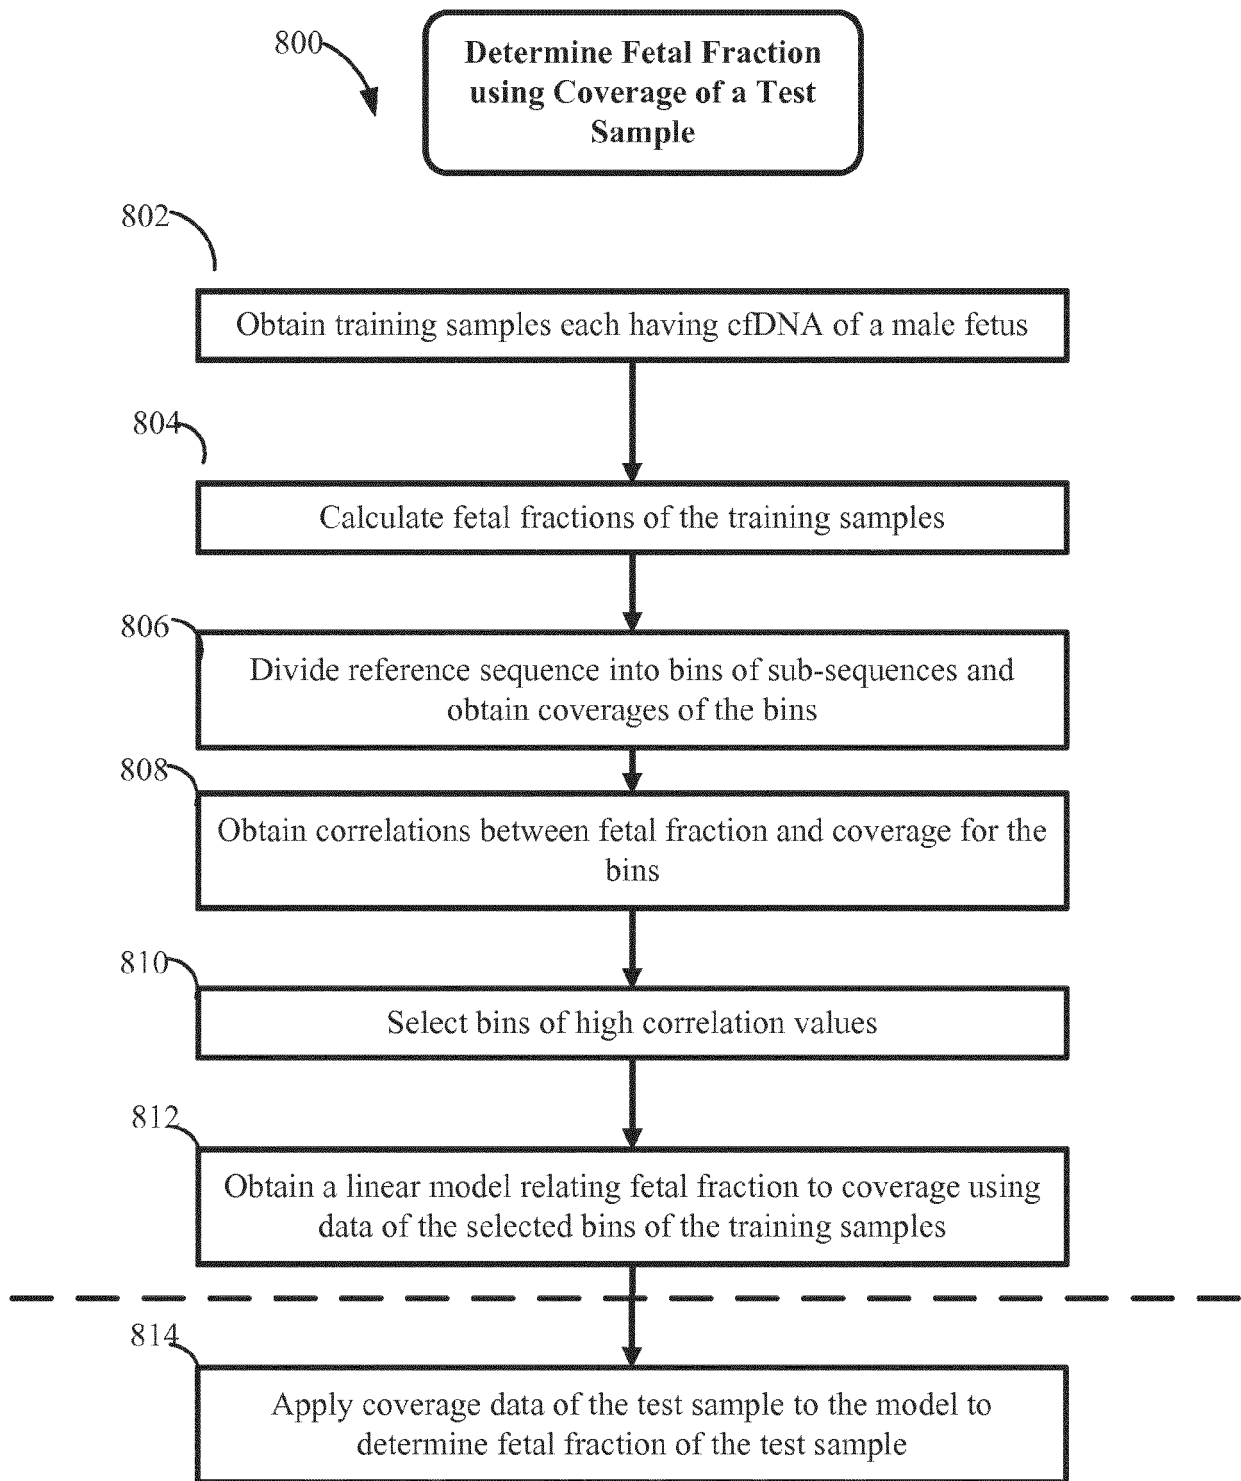 800
Determine Fetal Fraction
using Coverage of a Test
Sample
802
Obtain training samples each having cfDNA of a male fetus
804
Calculate fetal fractions of the training samples
806
Divide reference sequence into bins of sub-sequences and
obtain coverages of the bins
808
Obtain correlations between fetal fraction and coverage for the
bins
810
Select bins of high correlation values
812
Obtain a linear model relating fetal fraction to coverage using
data of the selected bins of the training samples
814
Apply coverage data of the test sample to the model to
determine fetal fraction of the test sample